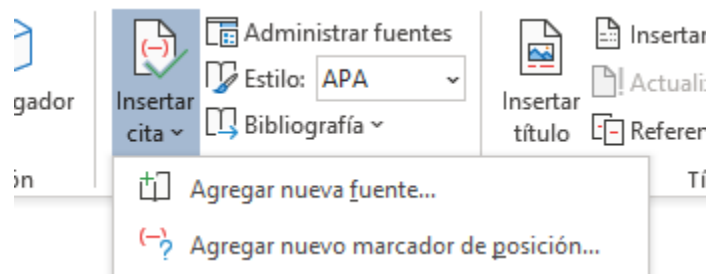 Administrar fuentes
Estilo: APA
Bibliografía
Insertar
cita
Insertar
título
gador
ón
Agregar nueva fuente...
Agregar nuevo marcador de posición...